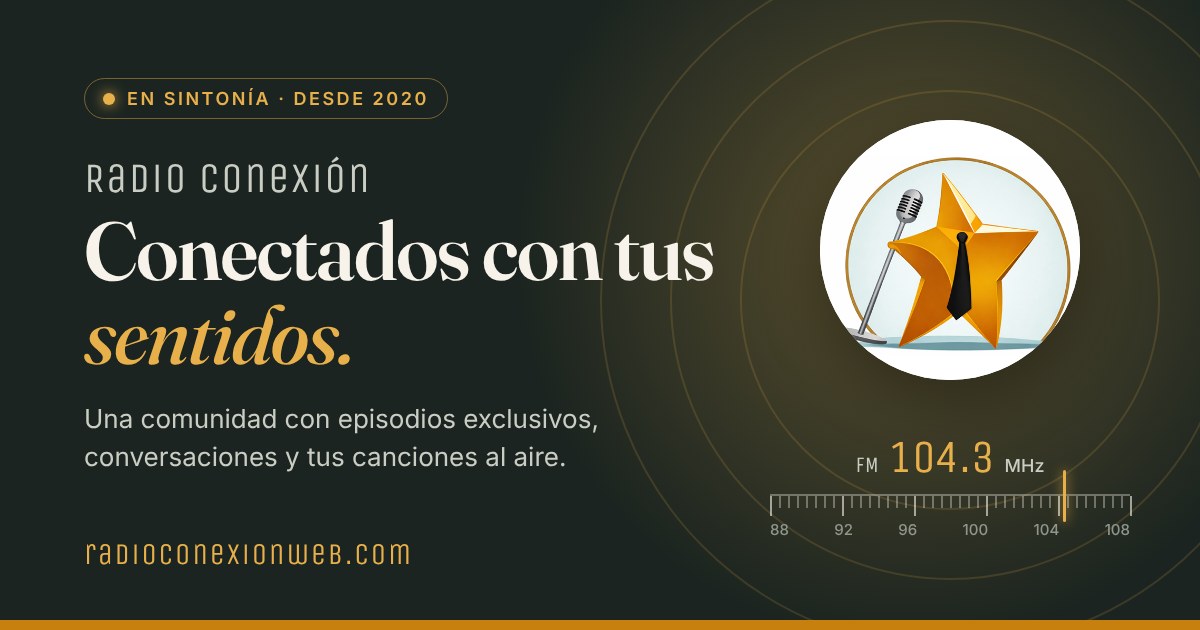 EN SINTONÍA · DESDE 2020
RADIO CONEXIÓN
Conectados con tus
sentidos.
Una comunidad con episodios exclusivos,
conversaciones y tus canciones al aire.
radioconexionweb.com
FM 104.3 MHz
88 92 96 100 104 108